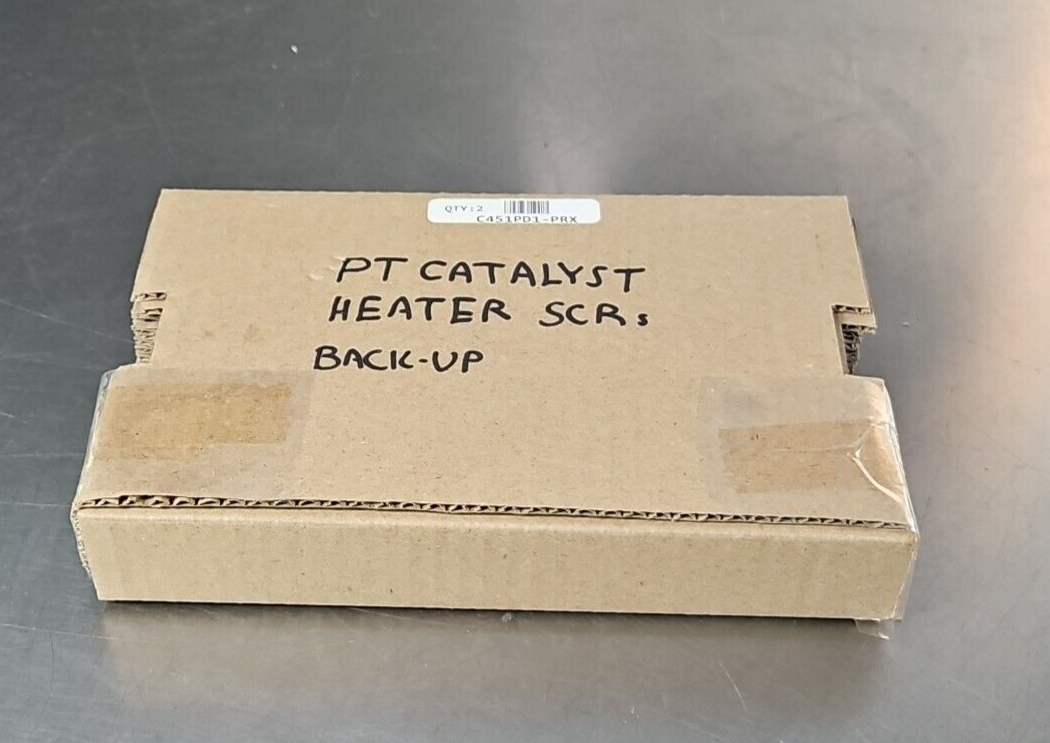 QTY:2
C451PD1-PRX
PT CATALYST
HEATER SCRs
BACK-UP